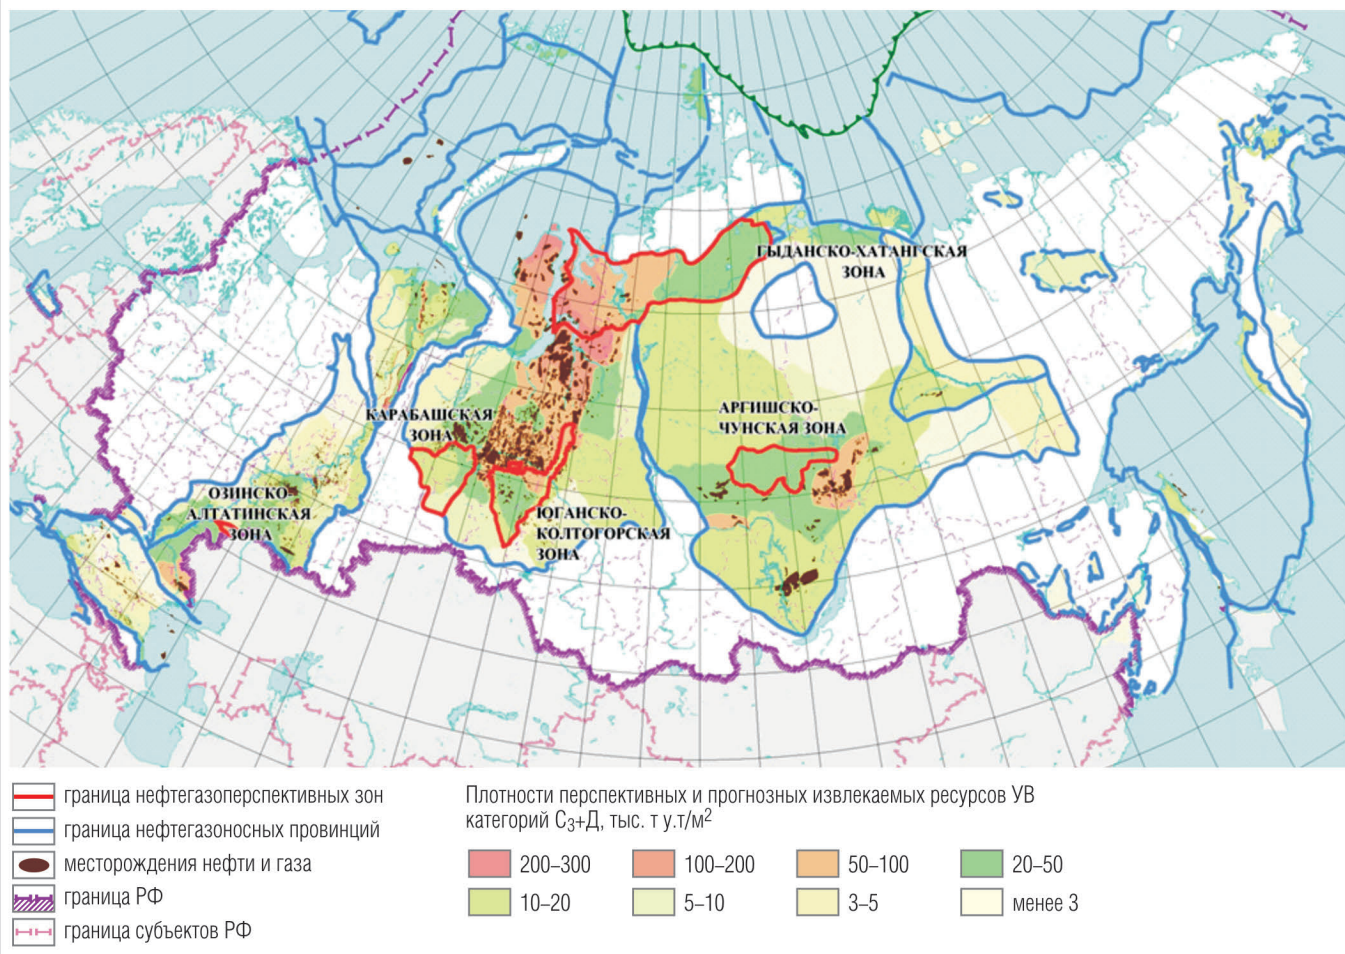 ГЫДАНСКО-ХАТАНГСКАЯ
ЗОНА
КАРАБАШСКАЯ
ЗОНА
АРГИШСКО-
ЧУНСКАЯ ЗОНА
ОЗИНСКО-
АЛТАТИНСКАЯ
ЗОНА
ЮГАНСКО-
КОЛТОГОРСКАЯ
ЗОНА
граница нефтегазоперспективных зон
граница нефтегазоносных провинций
месторождения нефти и газа
граница РФ
граница субъектов РФ
Плотности перспективных и прогнозных извлекаемых ресурсов УВ
категорий С₃+Д, тыс. т у.т/м²
200–300 100–200 50–100 20–50
10–20 5–10 3–5 менее 3